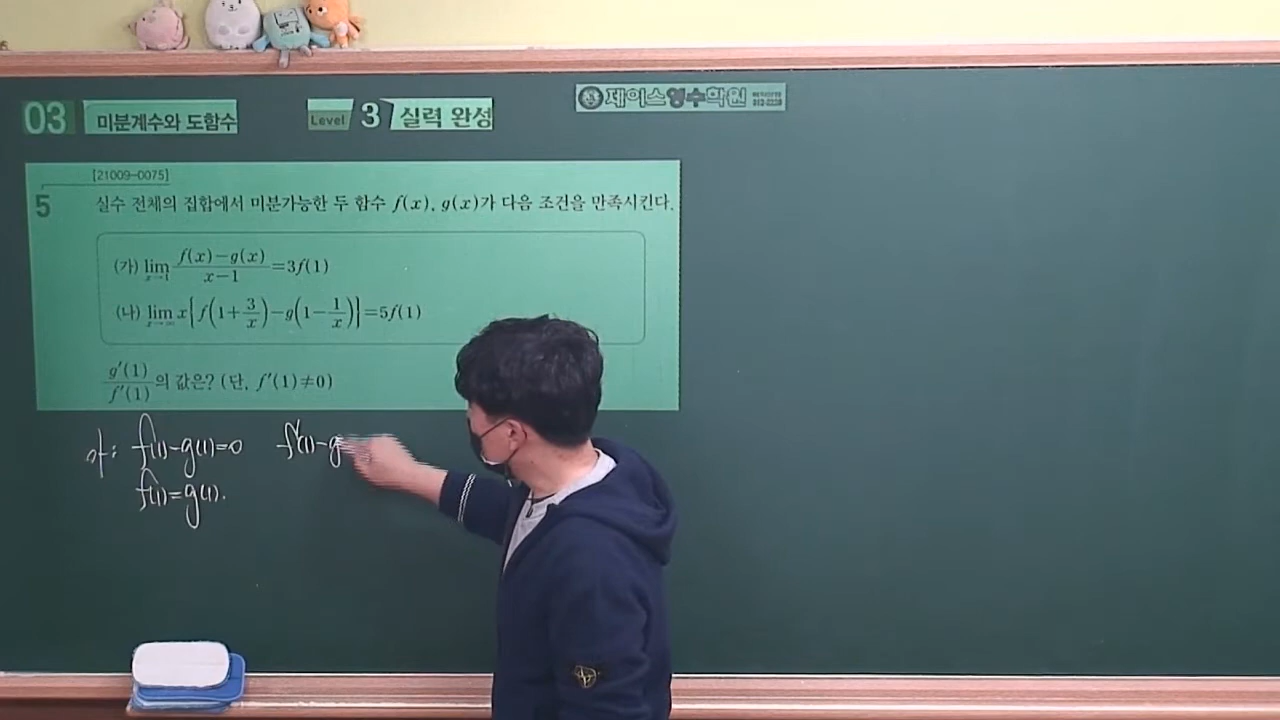 03 미분계수와 도함수 Level 3 실력 완성
제이스영수학원
[21009-0075]
5 실수 전체의 집합에서 미분가능한 두 함수 f(x), g(x)가 다음 조건을 만족시킨다.
(가) lim x→1 f(x)-g(x) / x-1 =3f(1)
(나) lim x→∞ x{f(1+3/x)-g(1-1/x)}=5f(1)
g′(1)/f′(1)의 값은? (단, f′(1)≠0)
가: f(1)-g(1)=0 f′(1)-g
f(1)=g(1).